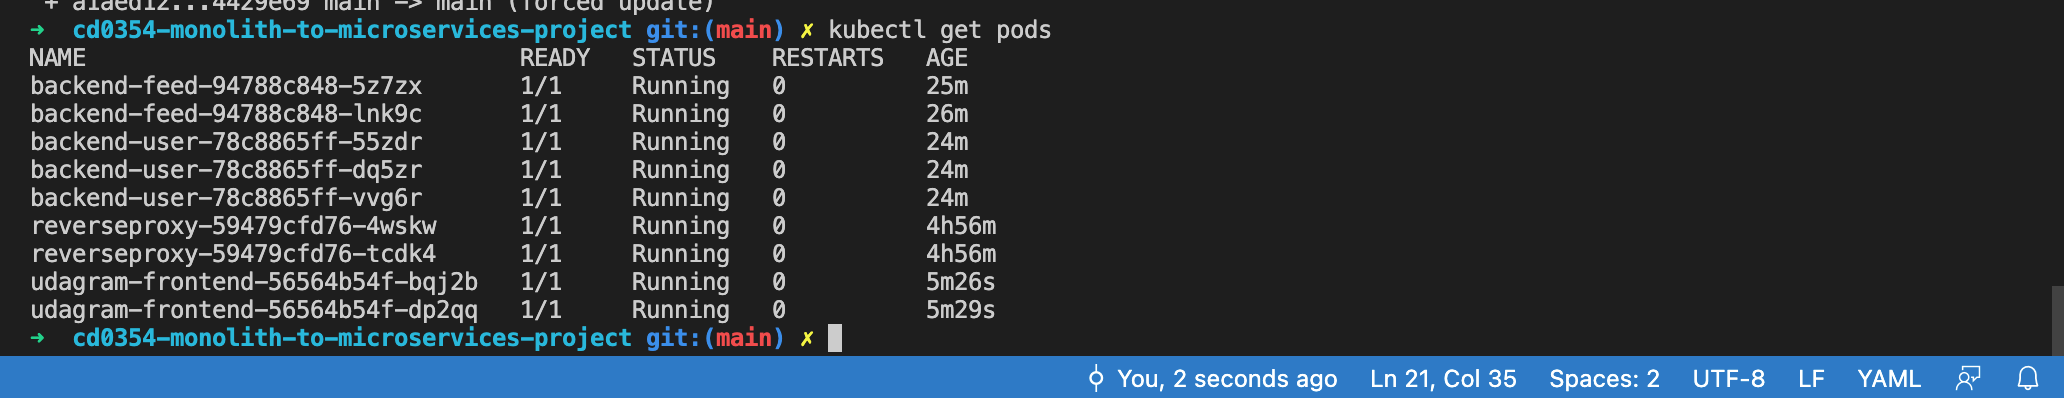 + a1aed12...4429e69 main -> main (forced update)
➜  cd0354-monolith-to-microservices-project git:(main) ✗ kubectl get pods
NAME                               READY   STATUS    RESTARTS   AGE
backend-feed-94788c848-5z7zx       1/1     Running   0          25m
backend-feed-94788c848-lnk9c       1/1     Running   0          26m
backend-user-78c8865ff-55zdr       1/1     Running   0          24m
backend-user-78c8865ff-dq5zr       1/1     Running   0          24m
backend-user-78c8865ff-vvg6r       1/1     Running   0          24m
reverseproxy-59479cfd76-4wskw      1/1     Running   0          4h56m
reverseproxy-59479cfd76-tcdk4      1/1     Running   0          4h56m
udagram-frontend-56564b54f-bqj2b   1/1     Running   0          5m26s
udagram-frontend-56564b54f-dp2qq   1/1     Running   0          5m29s
➜  cd0354-monolith-to-microservices-project git:(main) ✗
You, 2 seconds ago   Ln 21, Col 35   Spaces: 2   UTF-8   LF   YAML